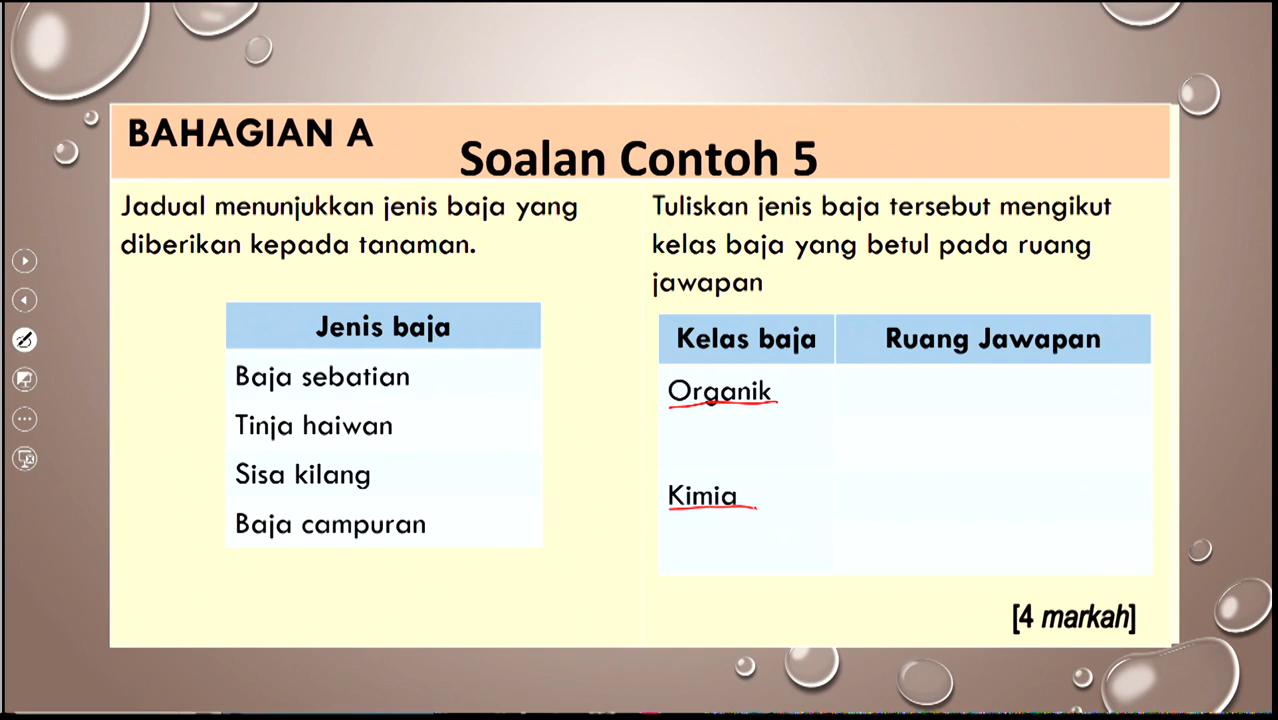 BAHAGIAN A
Soalan Contoh 5
Jadual menunjukkan jenis baja yang
diberikan kepada tanaman.
Jenis baja
Baja sebatian
Tinja haiwan
Sisa kilang
Baja campuran
Tuliskan jenis baja tersebut mengikut
kelas baja yang betul pada ruang
jawapan
Kelas baja
Ruang Jawapan
Organik
Kimia
[4 markah]